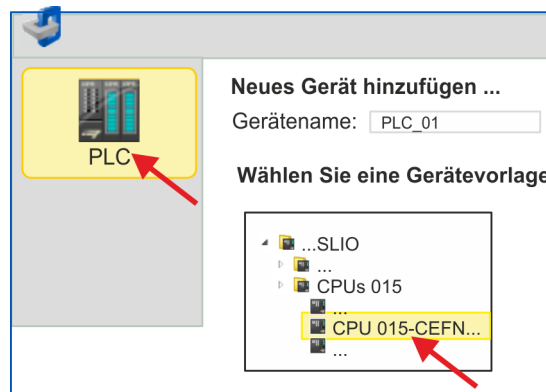 Neues Gerät hinzufügen ...
Gerätename: PLC_01
PLC
Wählen Sie eine Gerätevorlage
...SLIO
...
CPUs 015
...
CPU 015-CEFN...
...